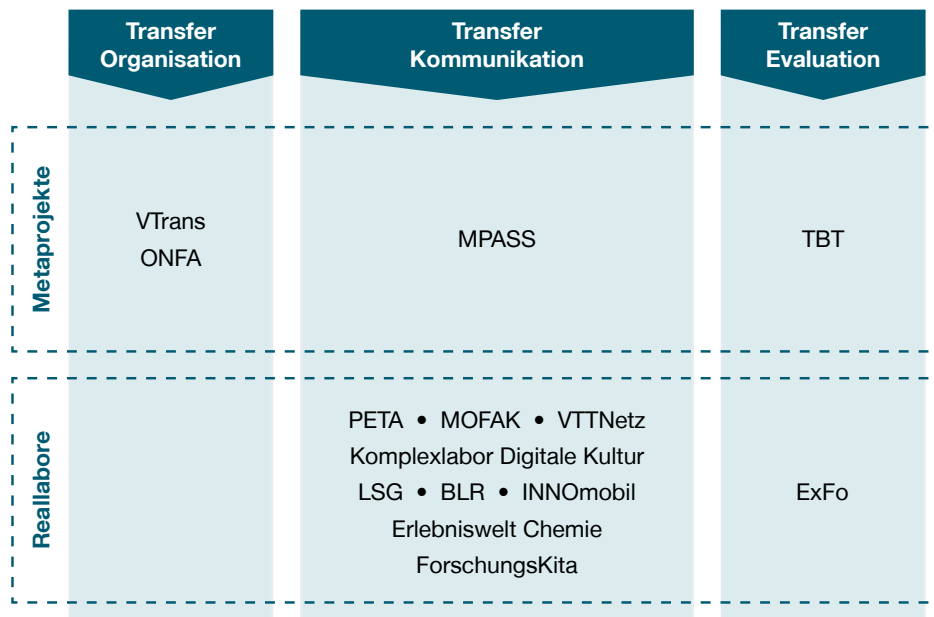 Transfer
Organisation
Transfer
Kommunikation
Transfer
Evaluation
Metaprojekte
VTrans
ONFA
MPASS
TBT
Reallabore
PETA • MOFAK • VTTNetz
Komplexlabor Digitale Kultur
LSG • BLR • INNOmobil
Erlebniswelt Chemie
ForschungsKita
ExFo